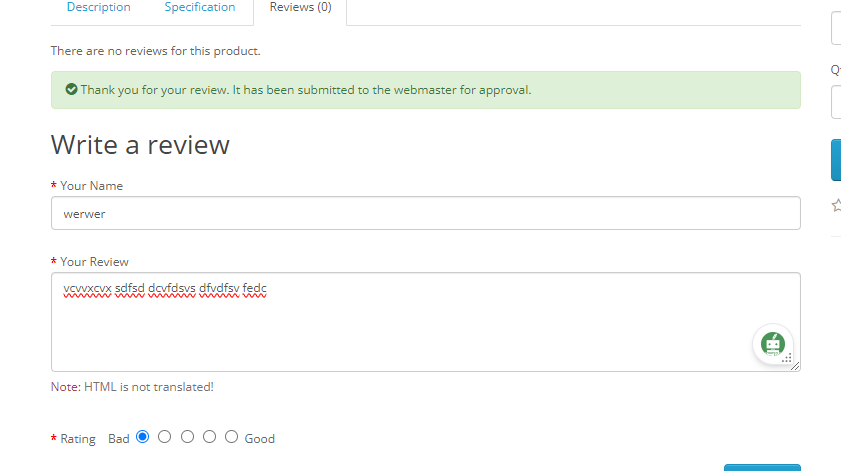 Description Specification Reviews (0)
There are no reviews for this product.
Thank you for your review. It has been submitted to the webmaster for approval.
Write a review
* Your Name
werwer
* Your Review
vcvvxcvx sdfsd dcvfdsvs dfvdfsv fedc
Note: HTML is not translated!
* Rating Bad Good